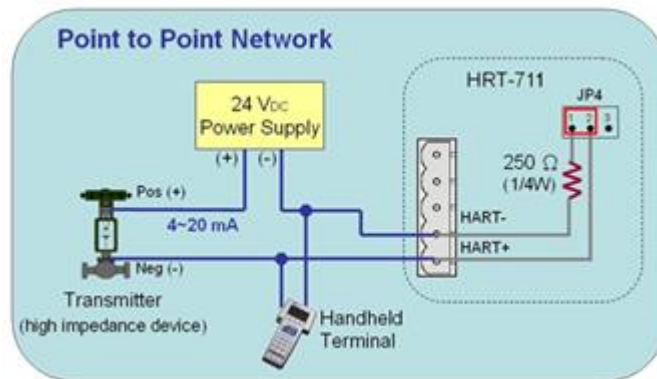 Point to Point Network
HRT-711
JP4
1 2 3
24 VDC
Power Supply
(+) (-)
250 Ω
(1/4W)
Pos (+)
4~20 mA
HART-
HART+
Neg (-)
Transmitter
(high impedance device)
Handheld
Terminal